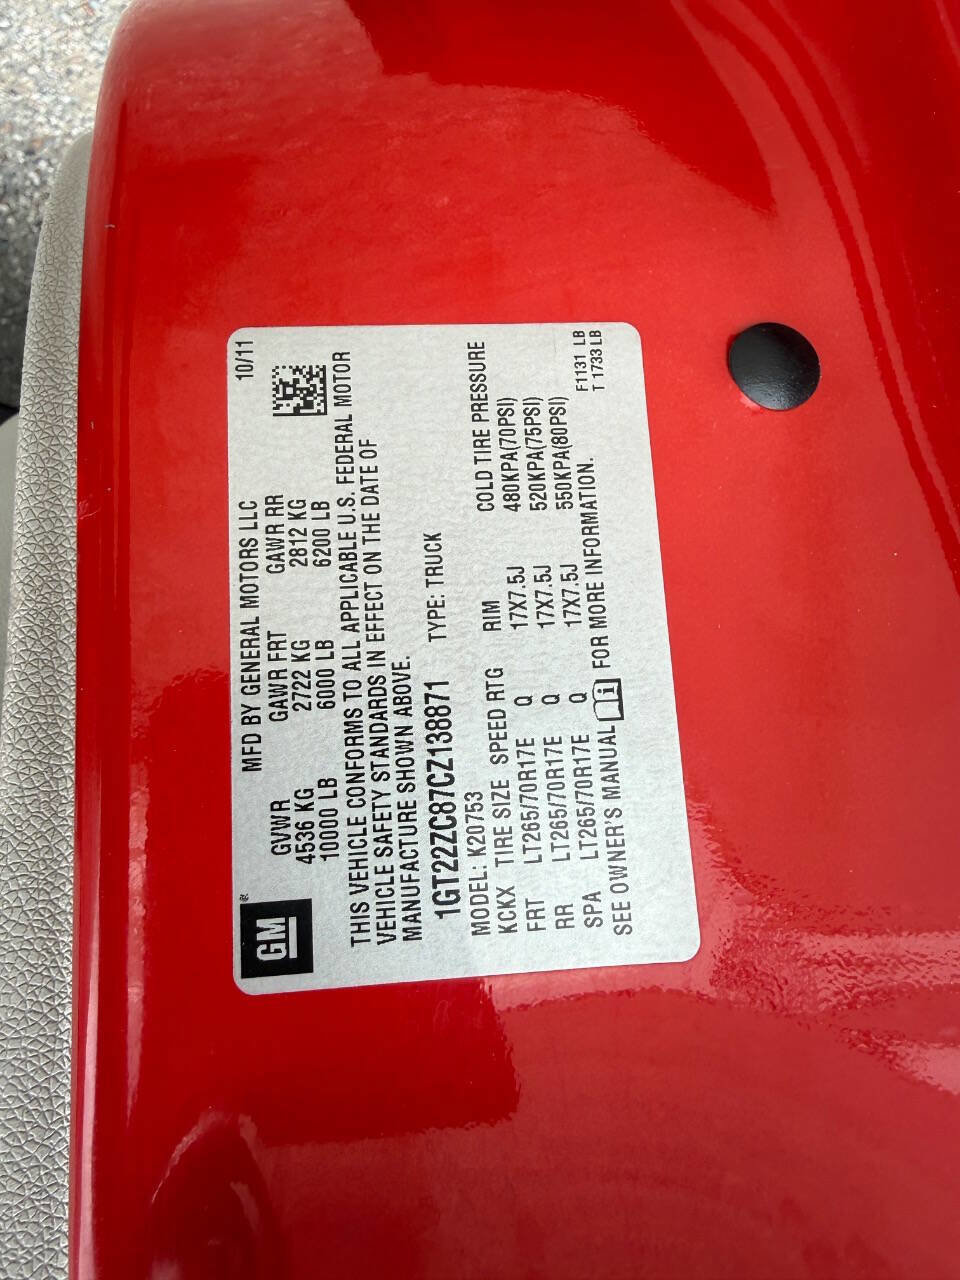 GM ®
MFD BY GENERAL MOTORS LLC 10/11
GVWR GAWR FRT GAWR RR
4536 KG 2722 KG 2812 KG
10000 LB 6000 LB 6200 LB
THIS VEHICLE CONFORMS TO ALL APPLICABLE U.S. FEDERAL MOTOR
VEHICLE SAFETY STANDARDS IN EFFECT ON THE DATE OF
MANUFACTURE SHOWN ABOVE.
1GT22ZC87CZ138871 TYPE: TRUCK
MODEL: K20753
KCKX TIRE SIZE SPEED RTG RIM COLD TIRE PRESSURE
FRT LT265/70R17E Q 17X7.5J 480KPA(70PSI)
RR LT265/70R17E Q 17X7.5J 520KPA(75PSI)
SPA LT265/70R17E Q 17X7.5J 550KPA(80PSI)
SEE OWNER'S MANUAL FOR MORE INFORMATION.
F1131 LB
T 1733 LB